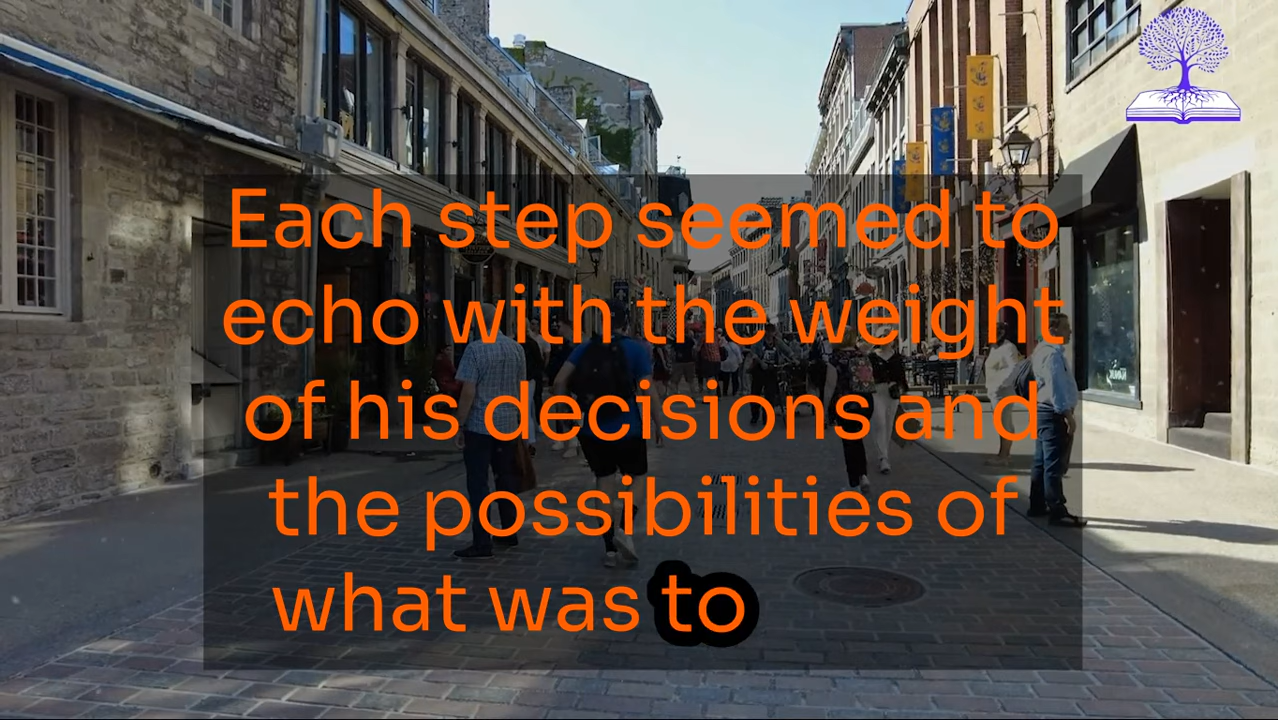 Each step seemed to
echo with the weight
of his decisions and
the possibilities of
what was to